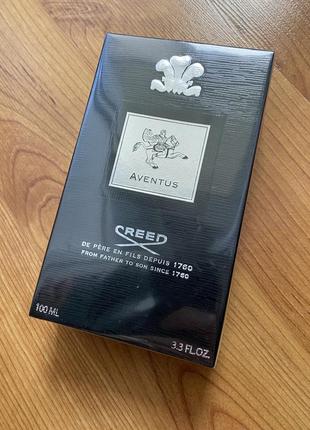 AVENTUS
CREED
DE PÈRE EN FILS DEPUIS 1760
FROM FATHER TO SON SINCE 1760
100 ML
3.3 FL.OZ.